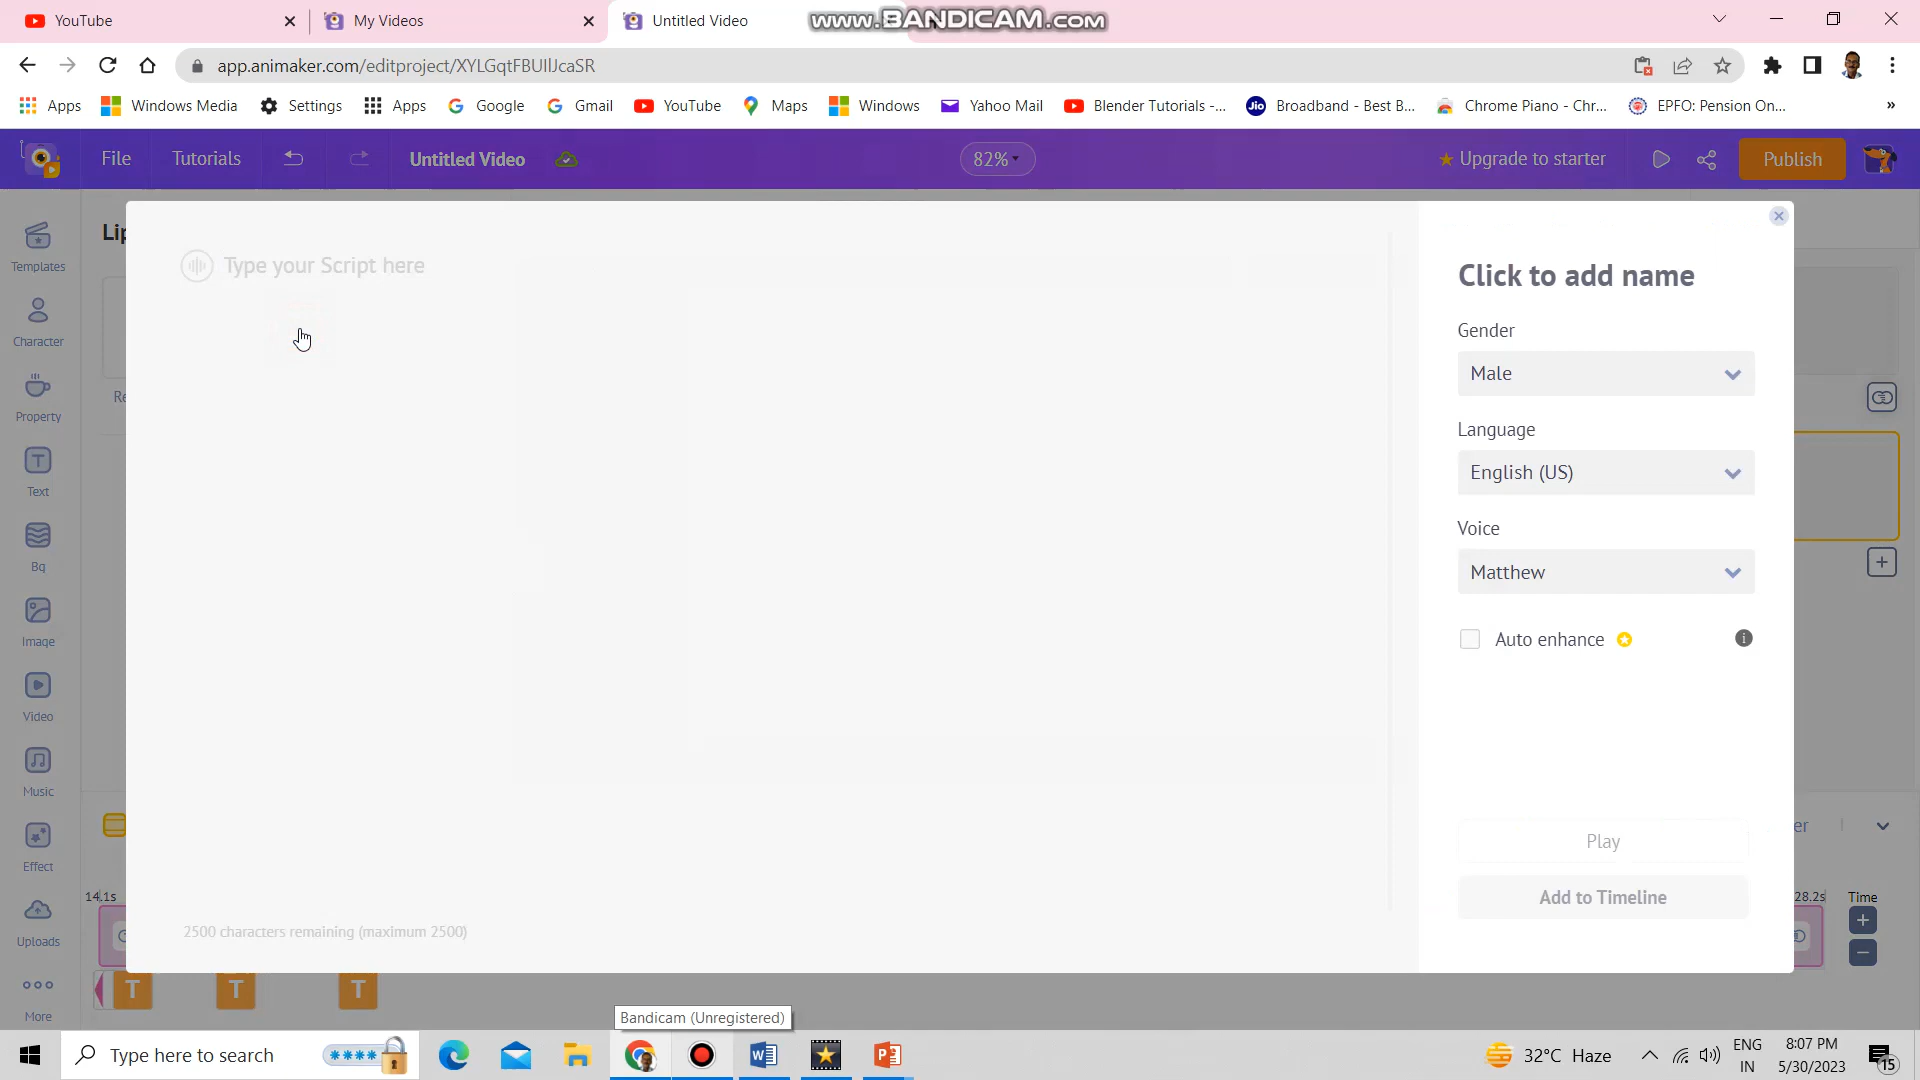 YouTube
My Videos
Untitled Video
www.BANDICAM.com
app.animaker.com/editproject/XYLGqtFBUIlJcaSR
Apps
Windows Media
Settings
Apps
Google
Gmail
YouTube
Maps
Windows
Yahoo Mail
Blender Tutorials -...
Jio
Broadband - Best B...
Chrome Piano - Chr...
EPFO: Pension On...
»
File
Tutorials
Untitled Video
82%
Upgrade to starter
Publish
Templates
Character
Property
Text
Bg
Image
Video
Music
Effect
Uploads
More
Lip
Re
Type your Script here
2500 characters remaining (maximum 2500)
Click to add name
Gender
Male
Language
English (US)
Voice
Matthew
Auto enhance
Play
Add to Timeline
er
14.1s
28.2s
Time
T
T
T
Bandicam (Unregistered)
Type here to search
32°C Haze
ENG
IN
8:07 PM
5/30/2023
15